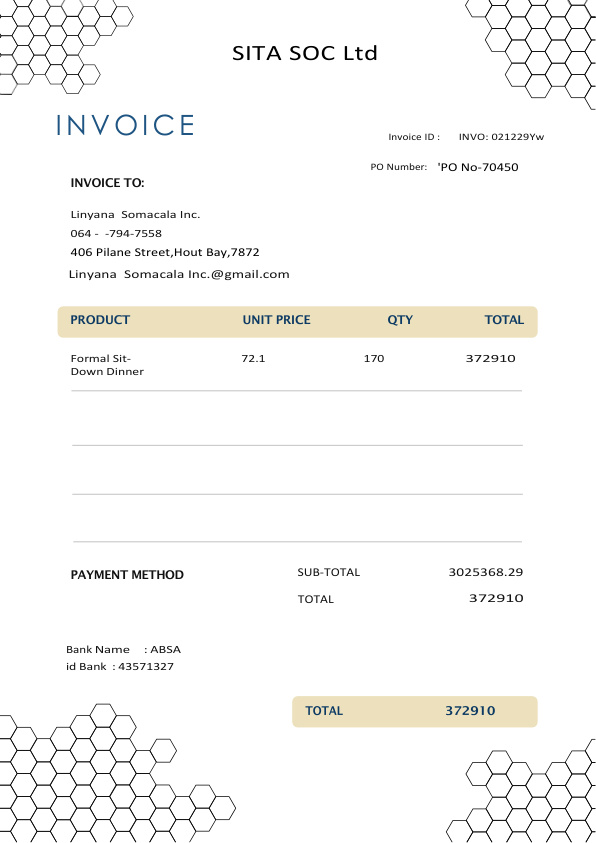 SITA SOC Ltd
INVOICE
Invoice ID : INVO: 021229Yw
PO Number: 'PO No-70450
INVOICE TO:
Linyana Somacala Inc.
064 - -794-7558
406 Pilane Street,Hout Bay,7872
Linyana Somacala Inc.@gmail.com
PRODUCT UNIT PRICE QTY TOTAL
Formal Sit- 72.1 170 372910
Down Dinner
PAYMENT METHOD
SUB-TOTAL 3025368.29
TOTAL 372910
Bank Name : ABSA
id Bank : 43571327
TOTAL 372910